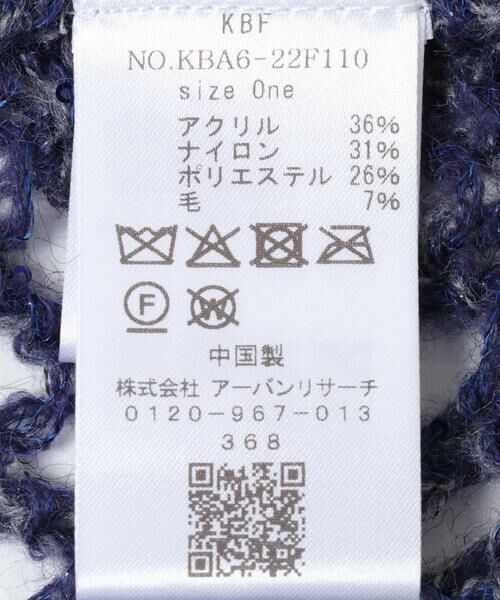 KBF
NO.KBA6-22F110
size One
アクリル 36%
ナイロン 31%
ポリエステル 26%
毛 7%
F
W
中国製
株式会社 アーバンリサーチ
0120-967-013
368